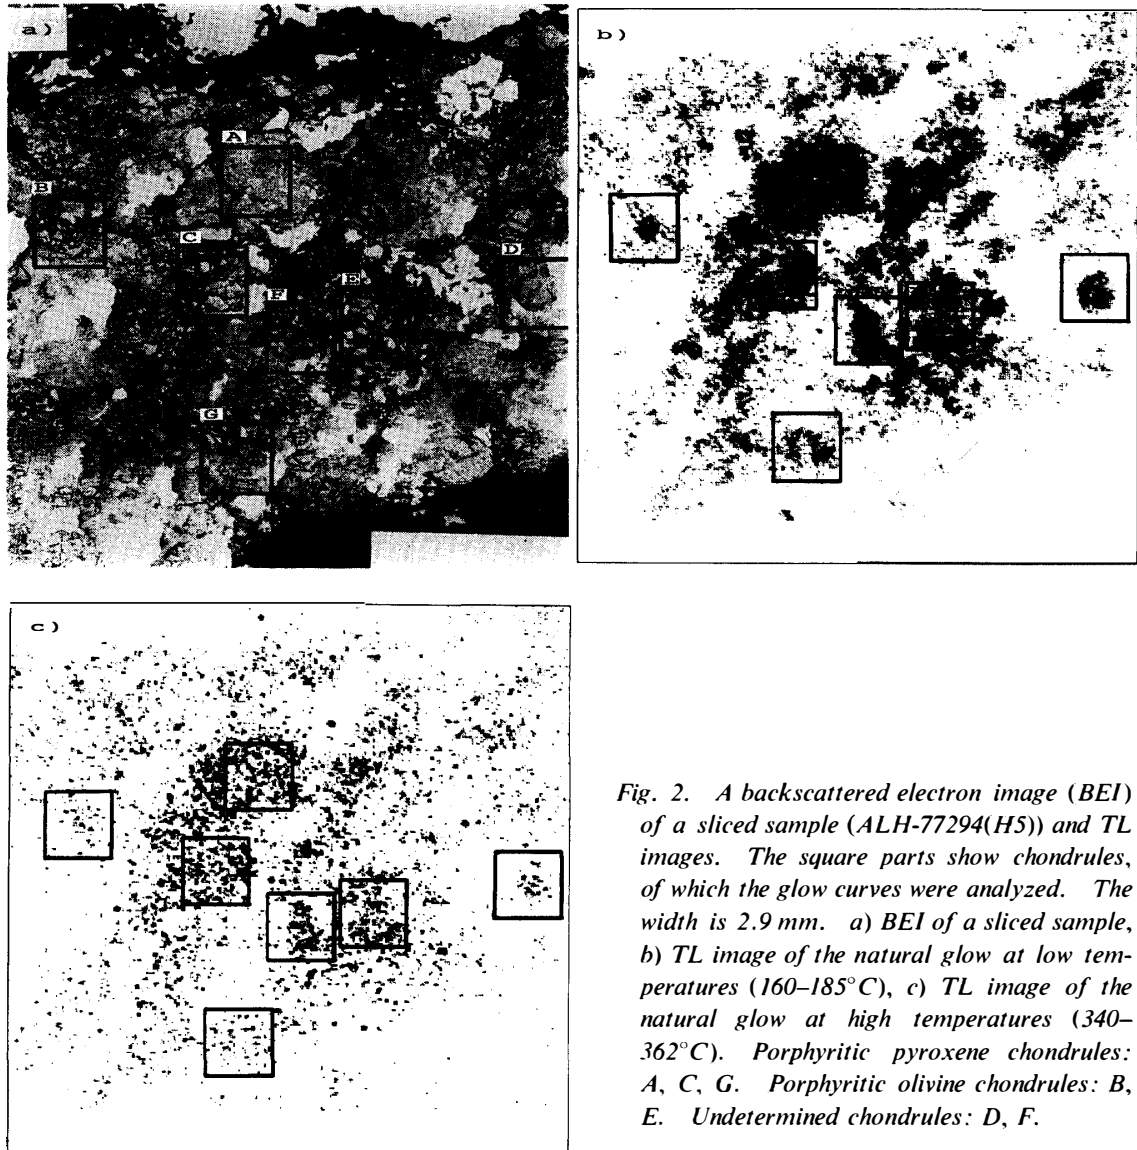 a)
b)
A
B
C
D
E
F
G
c)
Fig. 2. A backscattered electron image (BEI)
of a sliced sample (ALH-77294(H5)) and TL
images. The square parts show chondrules,
of which the glow curves were analyzed. The
width is 2.9 mm. a) BEI of a sliced sample,
b) TL image of the natural glow at low tem-
peratures (160–185°C), c) TL image of the
natural glow at high temperatures (340–
362°C). Porphyritic pyroxene chondrules:
A, C, G. Porphyritic olivine chondrules: B,
E. Undetermined chondrules: D, F.